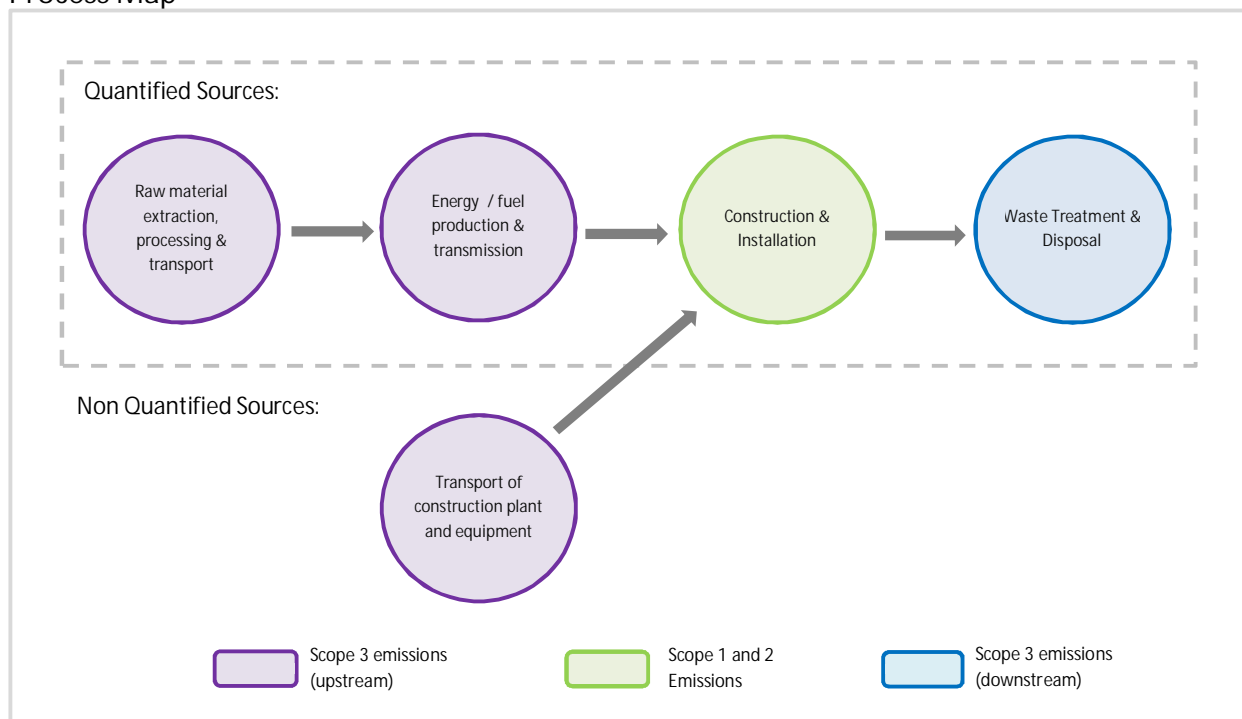 Process Map
Quantified Sources:
Raw material
extraction,
processing &
transport
Energy / fuel
production &
transmission
Construction &
Installation
Waste Treatment &
Disposal
Non Quantified Sources:
Transport of
construction plant
and equipment
Scope 3 emissions
(upstream)
Scope 1 and 2
Emissions
Scope 3 emissions
(downstream)